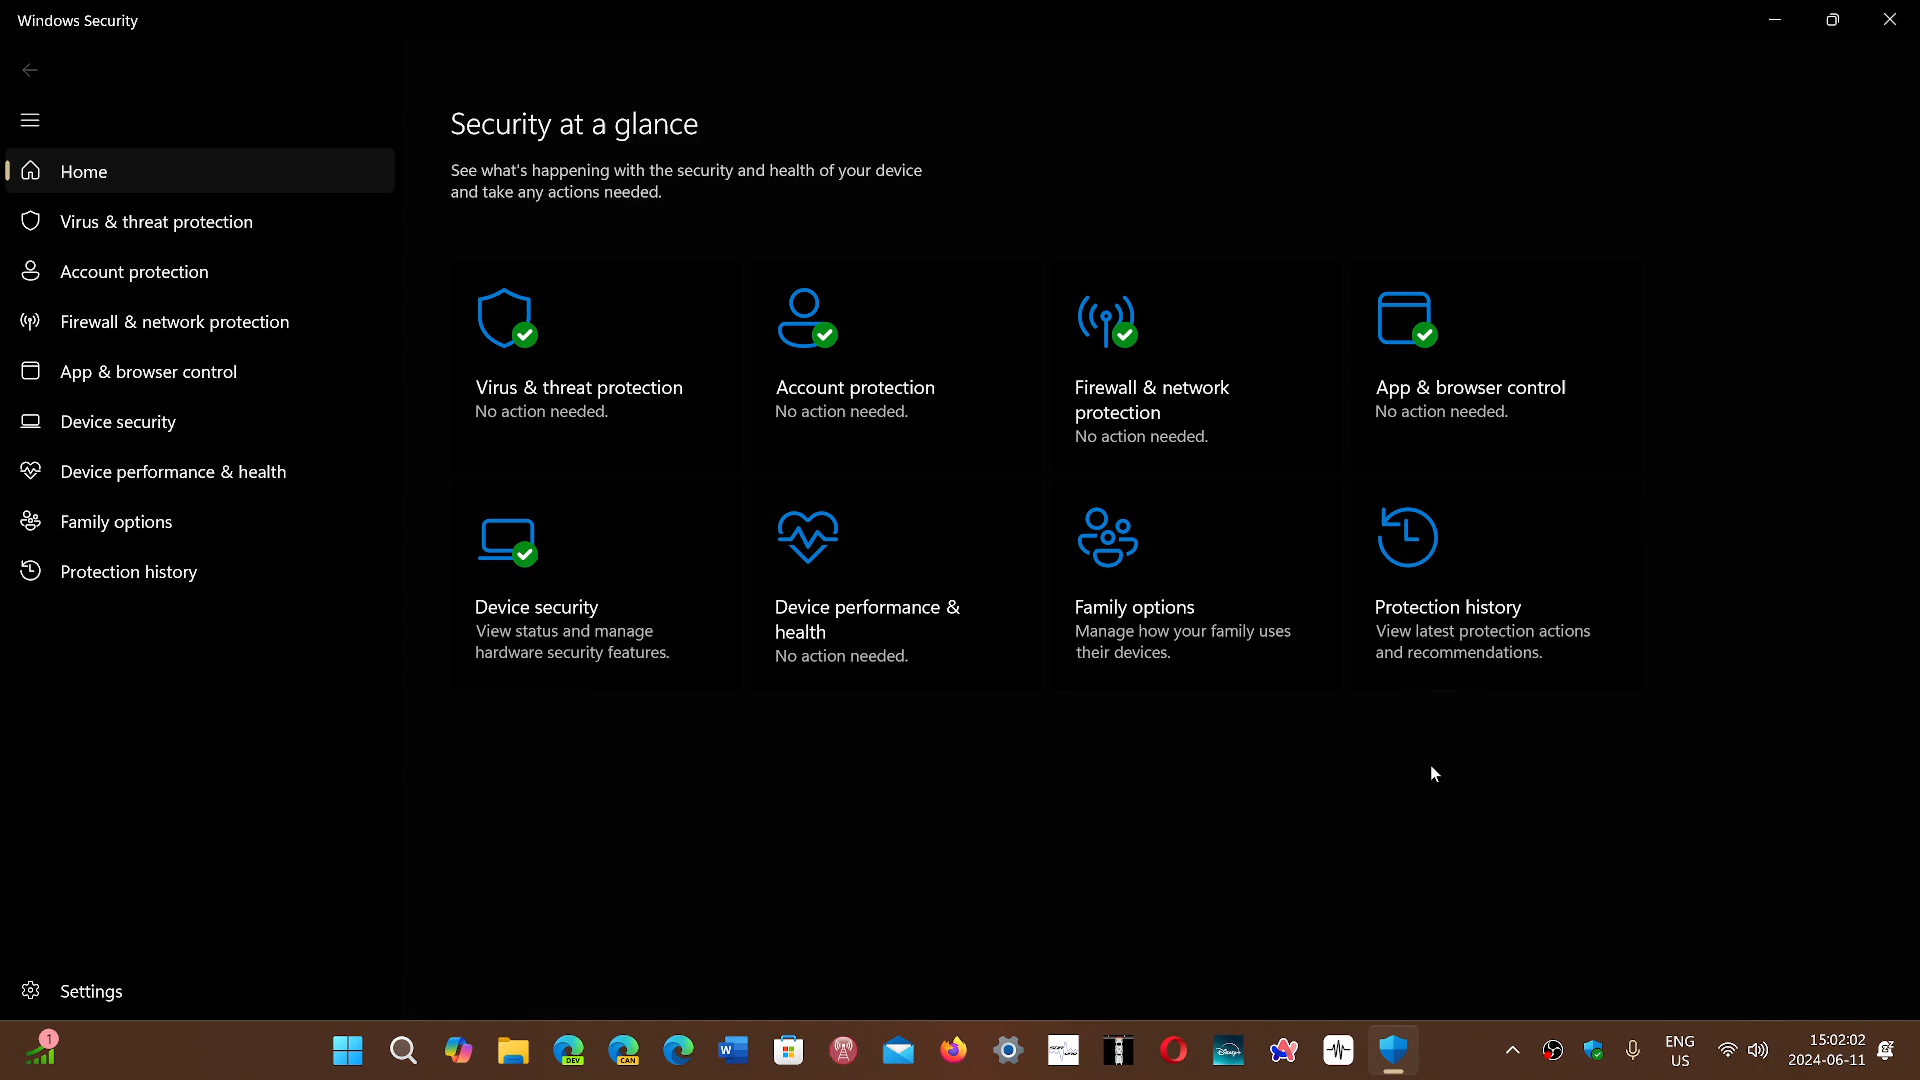 Windows Security
Home
Virus & threat protection
Account protection
Firewall & network protection
App & browser control
Device security
Device performance & health
Family options
Protection history
Settings
Security at a glance
See what's happening with the security and health of your device
and take any actions needed.
Virus & threat protection
No action needed.
Account protection
No action needed.
Firewall & network
protection
No action needed.
App & browser control
No action needed.
Device security
View status and manage
hardware security features.
Device performance &
health
No action needed.
Family options
Manage how your family uses
their devices.
Protection history
View latest protection actions
and recommendations.
1
DEV
CAN
W
Disney+
ENG
US
15:02:02
2024-06-11